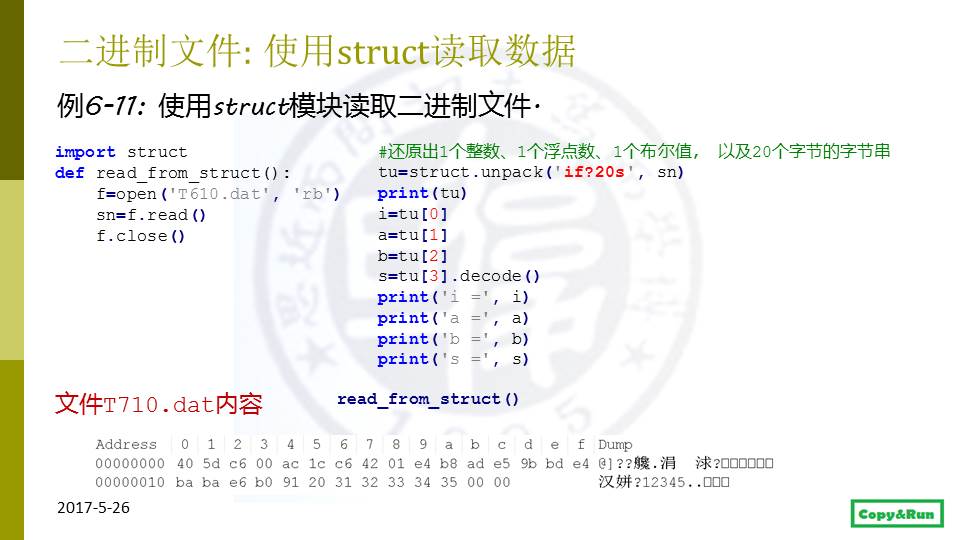 二进制文件: 使用struct读取数据
例6-11: 使用struct模块读取二进制文件.
import struct
def read_from_struct():
    f=open('T610.dat', 'rb')
    sn=f.read()
    f.close()
#还原出1个整数、1个浮点数、1个布尔值, 以及20个字节的字节串
tu=struct.unpack('if?20s', sn)
print(tu)
i=tu[0]
a=tu[1]
b=tu[2]
s=tu[3].decode()
print('i =', i)
print('a =', a)
print('b =', b)
print('s =', s)
read_from_struct()
文件T710.dat内容
Address 0 1 2 3 4 5 6 7 8 9 a b c d e f Dump
00000000 40 5d c6 00 ac 1c c6 42 01 e4 b8 ad e5 9b bd e4 @]??艬.涓 浗?□□□□□□
00000010 ba ba e6 b0 91 20 31 32 33 34 35 00 00 汉姘?12345..□□□
2017-5-26
Copy&Run